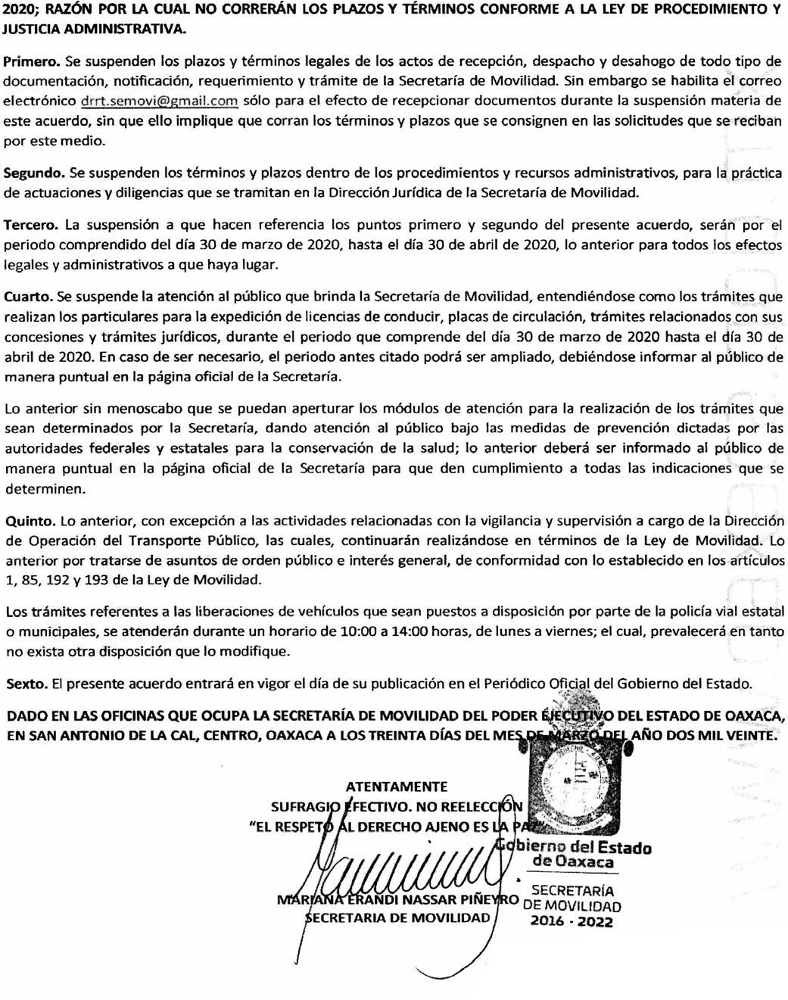 2020; RAZÓN POR LA CUAL NO CORRERÁN LOS PLAZOS Y TÉRMINOS CONFORME A LA LEY DE PROCEDIMIENTO Y
JUSTICIA ADMINISTRATIVA.
Primero. Se suspenden los plazos y términos legales de los actos de recepción, despacho y desahogo de todo tipo de
documentación, notificación, requerimiento y trámite de la Secretaría de Movilidad. Sin embargo se habilita el correo
electrónico drrt.semovi@gmail.com sólo para el efecto de recepcionar documentos durante la suspensión materia de
este acuerdo, sin que ello implique que corran los términos y plazos que se consignen en las solicitudes que se reciban
por este medio.
Segundo. Se suspenden los términos y plazos dentro de los procedimientos y recursos administrativos, para la práctica
de actuaciones y diligencias que se tramitan en la Dirección Jurídica de la Secretaría de Movilidad.
Tercero. La suspensión a que hacen referencia los puntos primero y segundo del presente acuerdo, serán por el
periodo comprendido del día 30 de marzo de 2020, hasta el día 30 de abril de 2020, lo anterior para todos los efectos
legales y administrativos a que haya lugar.
Cuarto. Se suspende la atención al público que brinda la Secretaría de Movilidad, entendiéndose como los trámites que
realizan los particulares para la expedición de licencias de conducir, placas de circulación, trámites relacionados con sus
concesiones y trámites jurídicos, durante el periodo que comprende del día 30 de marzo de 2020 hasta el día 30 de
abril de 2020. En caso de ser necesario, el periodo antes citado podrá ser ampliado, debiéndose informar al público de
manera puntual en la página oficial de la Secretaría.
Lo anterior sin menoscabo que se puedan aperturar los módulos de atención para la realización de los trámites que
sean determinados por la Secretaría, dando atención al público bajo las medidas de prevención dictadas por las
autoridades federales y estatales para la conservación de la salud; lo anterior deberá ser informado al público de
manera puntual en la página oficial de la Secretaría para que den cumplimiento a todas las indicaciones que se
determinen.
Quinto. Lo anterior, con excepción a las actividades relacionadas con la vigilancia y supervisión a cargo de la Dirección
de Operación del Transporte Público, las cuales, continuarán realizándose en términos de la Ley de Movilidad. Lo
anterior por tratarse de asuntos de orden público e interés general, de conformidad con lo establecido en los artículos
1, 85, 192 y 193 de la Ley de Movilidad.
Los trámites referentes a las liberaciones de vehículos que sean puestos a disposición por parte de la policía vial estatal
o municipales, se atenderán durante un horario de 10:00 a 14:00 horas, de lunes a viernes; el cual, prevalecerá en tanto
no exista otra disposición que lo modifique.
Sexto. El presente acuerdo entrará en vigor el día de su publicación en el Periódico Oficial del Gobierno del Estado.
DADO EN LAS OFICINAS QUE OCUPA LA SECRETARÍA DE MOVILIDAD DEL PODER EJECUTIVO DEL ESTADO DE OAXACA,
EN SAN ANTONIO DE LA CAL, CENTRO, OAXACA A LOS TREINTA DÍAS DEL MES DE MARZO DEL AÑO DOS MIL VEINTE.
ATENTAMENTE
SUFRAGIO EFECTIVO. NO REELECCIÓN
"EL RESPETO AL DERECHO AJENO ES LA PAZ"
Gobierno del Estado
de Oaxaca
SECRETARÍA
DE MOVILIDAD
2016 - 2022
MARIANA ERANDI NASSAR PIÑEYRO
SECRETARIA DE MOVILIDAD